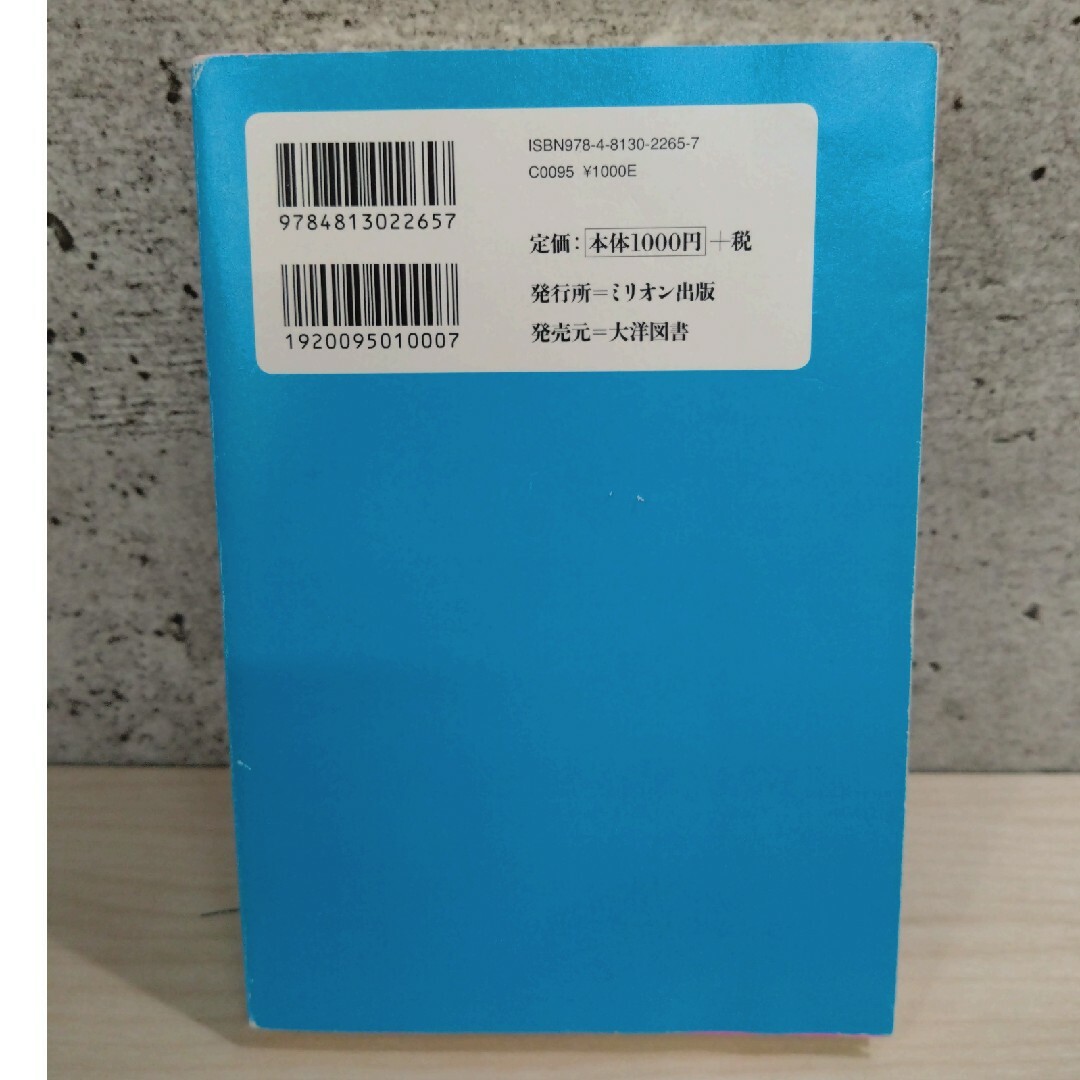 9784813022657
1920095010007
ISBN978-4-8130-2265-7
C0095 ¥1000E
定価：本体1000円＋税
発行所＝ミリオン出版
発売元＝大洋図書